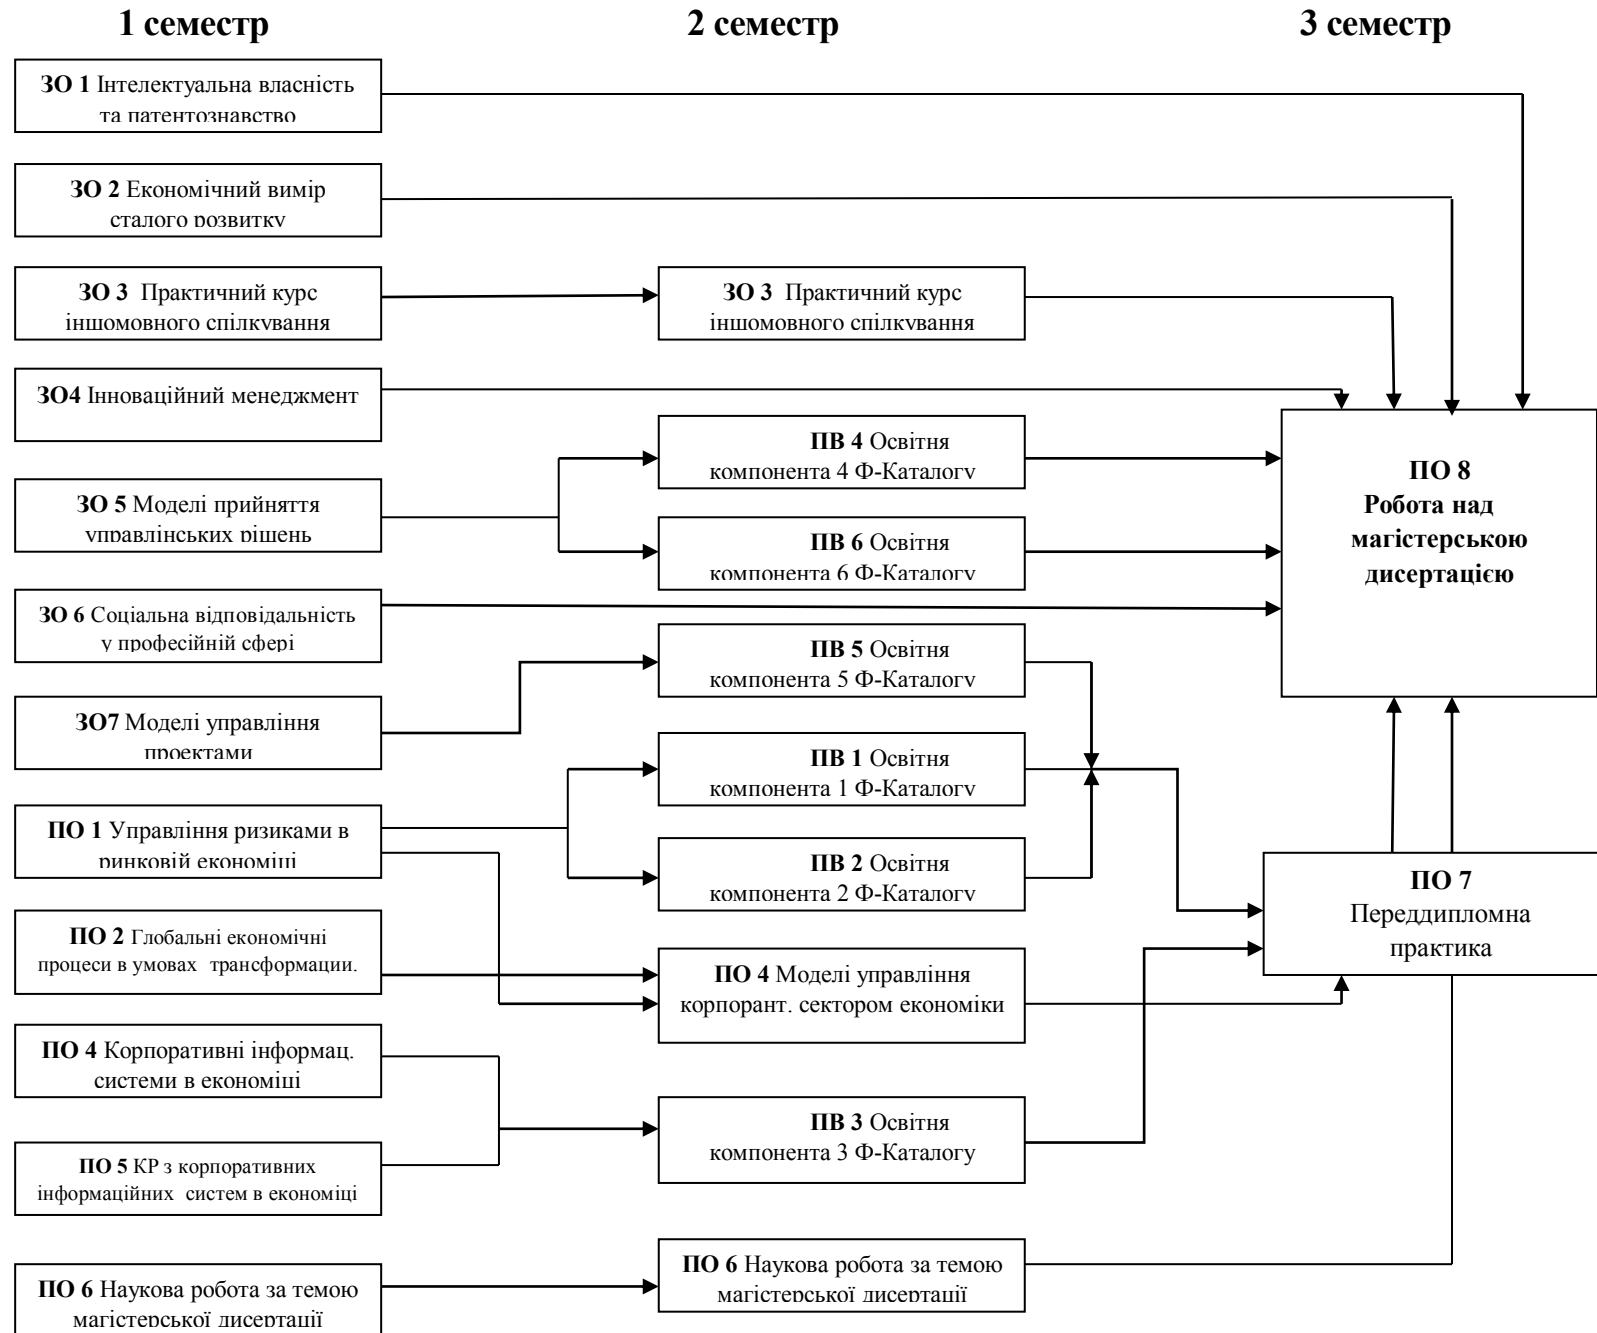 1 семестр
2 семестр
3 семестр
ЗО 1 Інтелектуальна власність
та патентознавство
ЗО 2 Економічний вимір
сталого розвитку
ЗО 3 Практичний курс
іншомовного спілкування
ЗО 3 Практичний курс
іншомовного спілкування
ЗО4 Інноваційний менеджмент
ПВ 4 Освітня
компонента 4 Ф-Каталогу
ЗО 5 Моделі прийняття
управлінських рішень
ПВ 6 Освітня
компонента 6 Ф-Каталогу
ПО 8
Робота над
магістерською
дисертацією
ЗО 6 Соціальна відповідальність
у професійній сфері
ПВ 5 Освітня
компонента 5 Ф-Каталогу
ЗО7 Моделі управління
проектами
ПВ 1 Освітня
компонента 1 Ф-Каталогу
ПО 1 Управління ризиками в
ринковій економіці
ПВ 2 Освітня
компонента 2 Ф-Каталогу
ПО 7
Переддипломна
практика
ПО 2 Глобальні економічні
процеси в умовах трансформации.
ПО 4 Моделі управління
корпорант. сектором економіки
ПО 4 Корпоративні інформац.
системи в економіці
ПВ 3 Освітня
компонента 3 Ф-Каталогу
ПО 5 КР з корпоративних
інформаційних систем в економіці
ПО 6 Наукова робота за темою
магістерської дисертації
ПО 6 Наукова робота за темою
магістерської дисертації